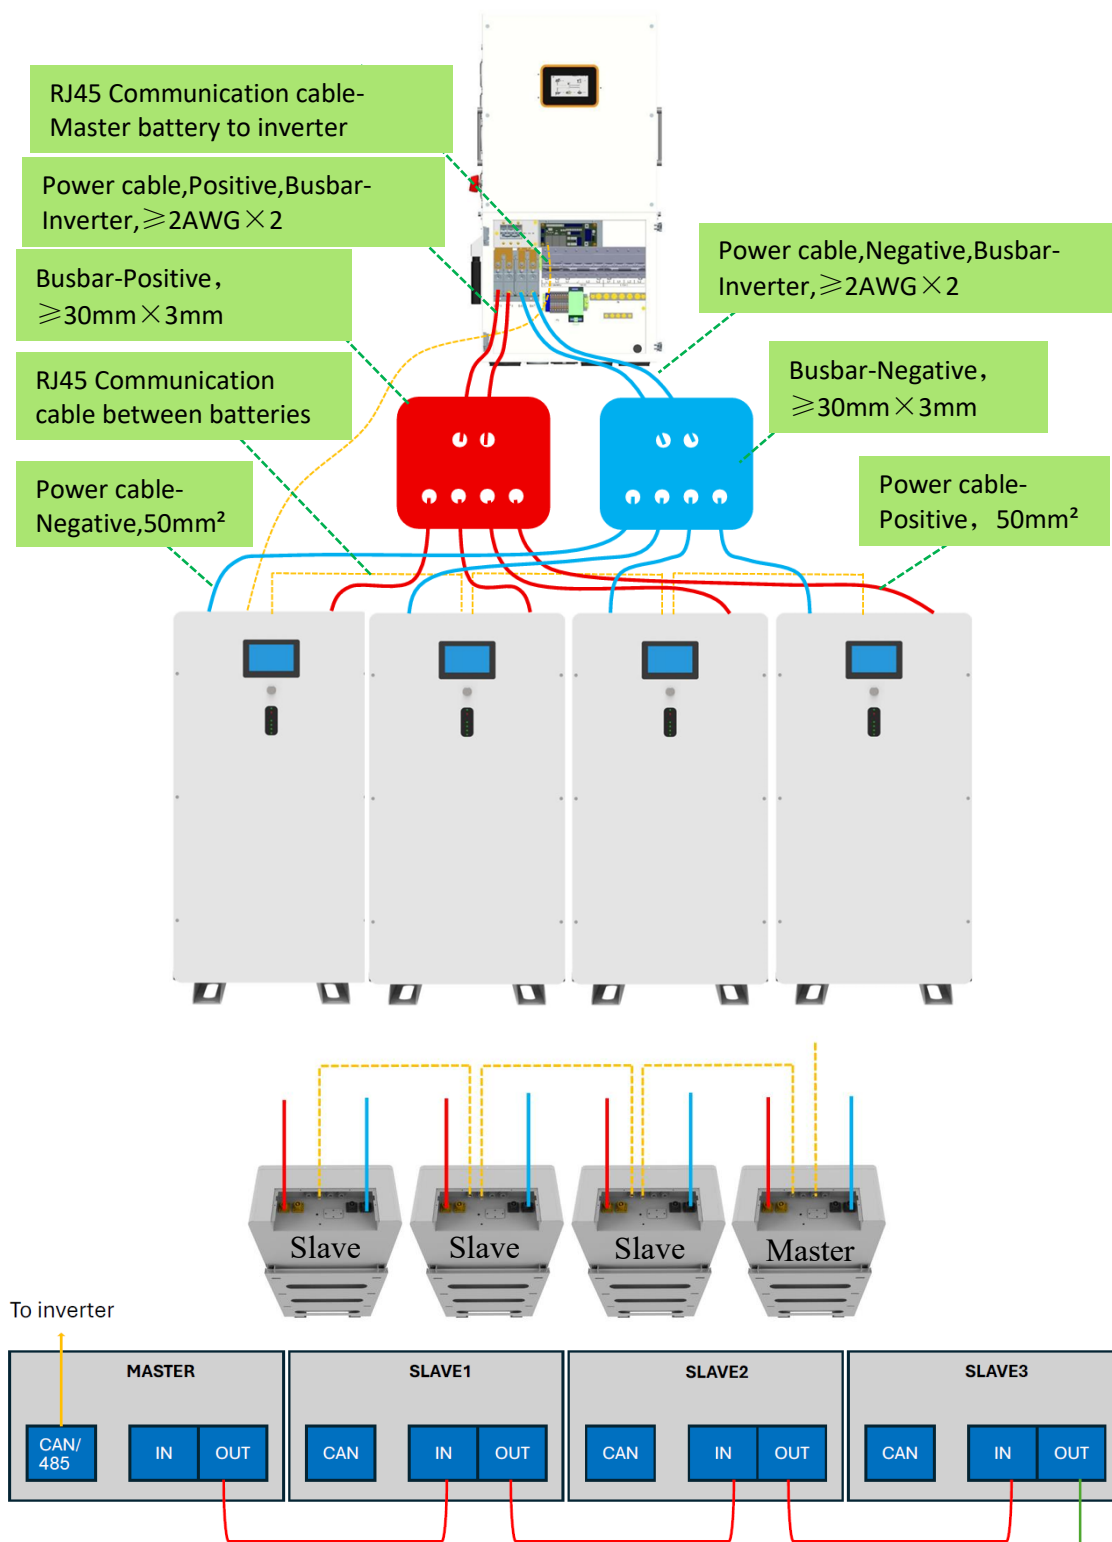 RJ45 Communication cable-
Master battery to inverter
Power cable,Positive,Busbar-
Inverter,≥2AWG×2
Busbar-Positive,
≥30mm×3mm
RJ45 Communication
cable between batteries
Power cable-
Negative,50mm²
Power cable,Negative,Busbar-
Inverter,≥2AWG×2
Busbar-Negative,
≥30mm×3mm
Power cable-
Positive, 50mm²
Slave
Slave
Slave
Master
To inverter
MASTER
SLAVE1
SLAVE2
SLAVE3
CAN/
485
IN
OUT
CAN
IN
OUT
CAN
IN
OUT
CAN
IN
OUT